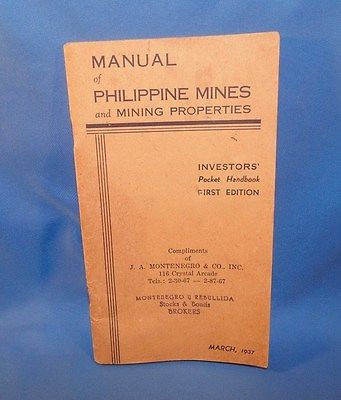 MANUAL
of
PHILIPPINE MINES
and MINING PROPERTIES
INVESTORS'
Pocket Handbook
FIRST EDITION
Compliments
of
J. A. MONTENEGRO & CO., INC.
116 Crystal Arcade
Tels.: 2-30-67 — 2-87-67
MONTENEGRO Y REBULLIDA
Stocks & Bonds
BROKERS
MARCH, 1937